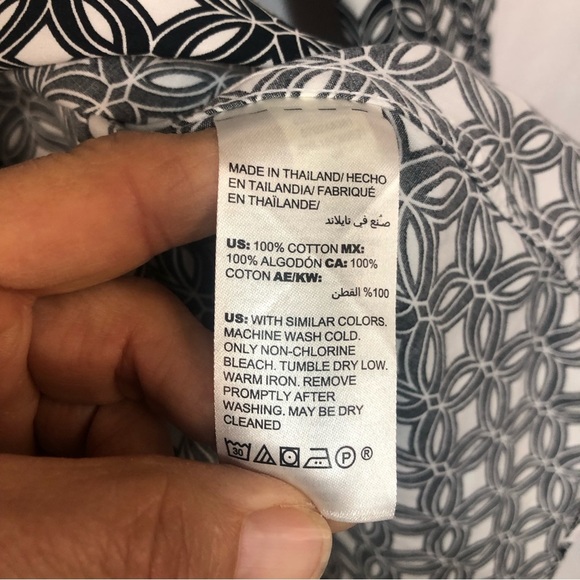 MADE IN THAILAND/ HECHO
EN TAILANDIA/ FABRIQUÉ
EN THAÏLANDE/
صُنع في تايلاند
US: 100% COTTON MX:
100% ALGODÓN CA: 100%
COTON AE/KW:
100% القطن
US: WITH SIMILAR COLORS.
MACHINE WASH COLD.
ONLY NON-CHLORINE
BLEACH. TUMBLE DRY LOW.
WARM IRON. REMOVE
PROMPTLY AFTER
WASHING. MAY BE DRY
CLEANED
30 P ®